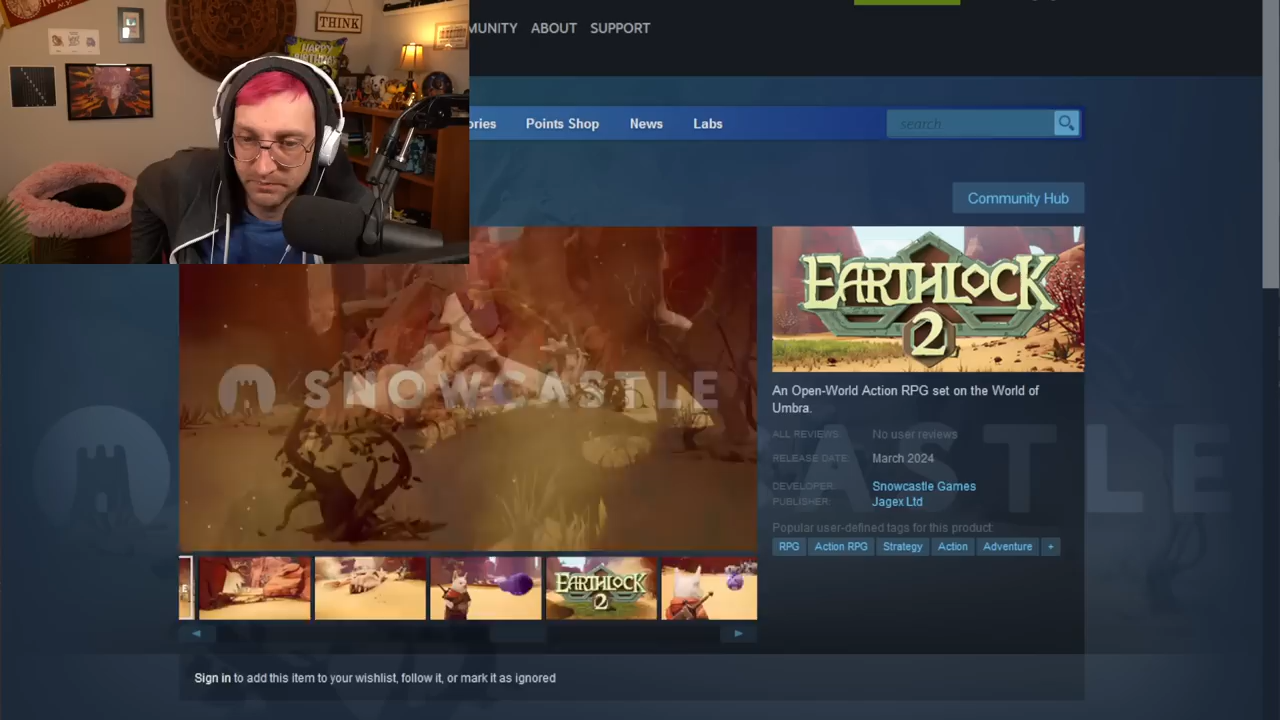 THINK
HAPPY
BIRTHDAY
MUNITY ABOUT SUPPORT
ories Points Shop News Labs
search
Community Hub
EARTHLOCK
2
SNOWCASTLE
An Open-World Action RPG set on the World of
Umbra.
ALL REVIEWS: No user reviews
RELEASE DATE: March 2024
DEVELOPER: Snowcastle Games
PUBLISHER: Jagex Ltd
Popular user-defined tags for this product:
RPG Action RPG Strategy Action Adventure +
CASTLE
EARTHLOCK
2
Sign in to add this item to your wishlist, follow it, or mark it as ignored